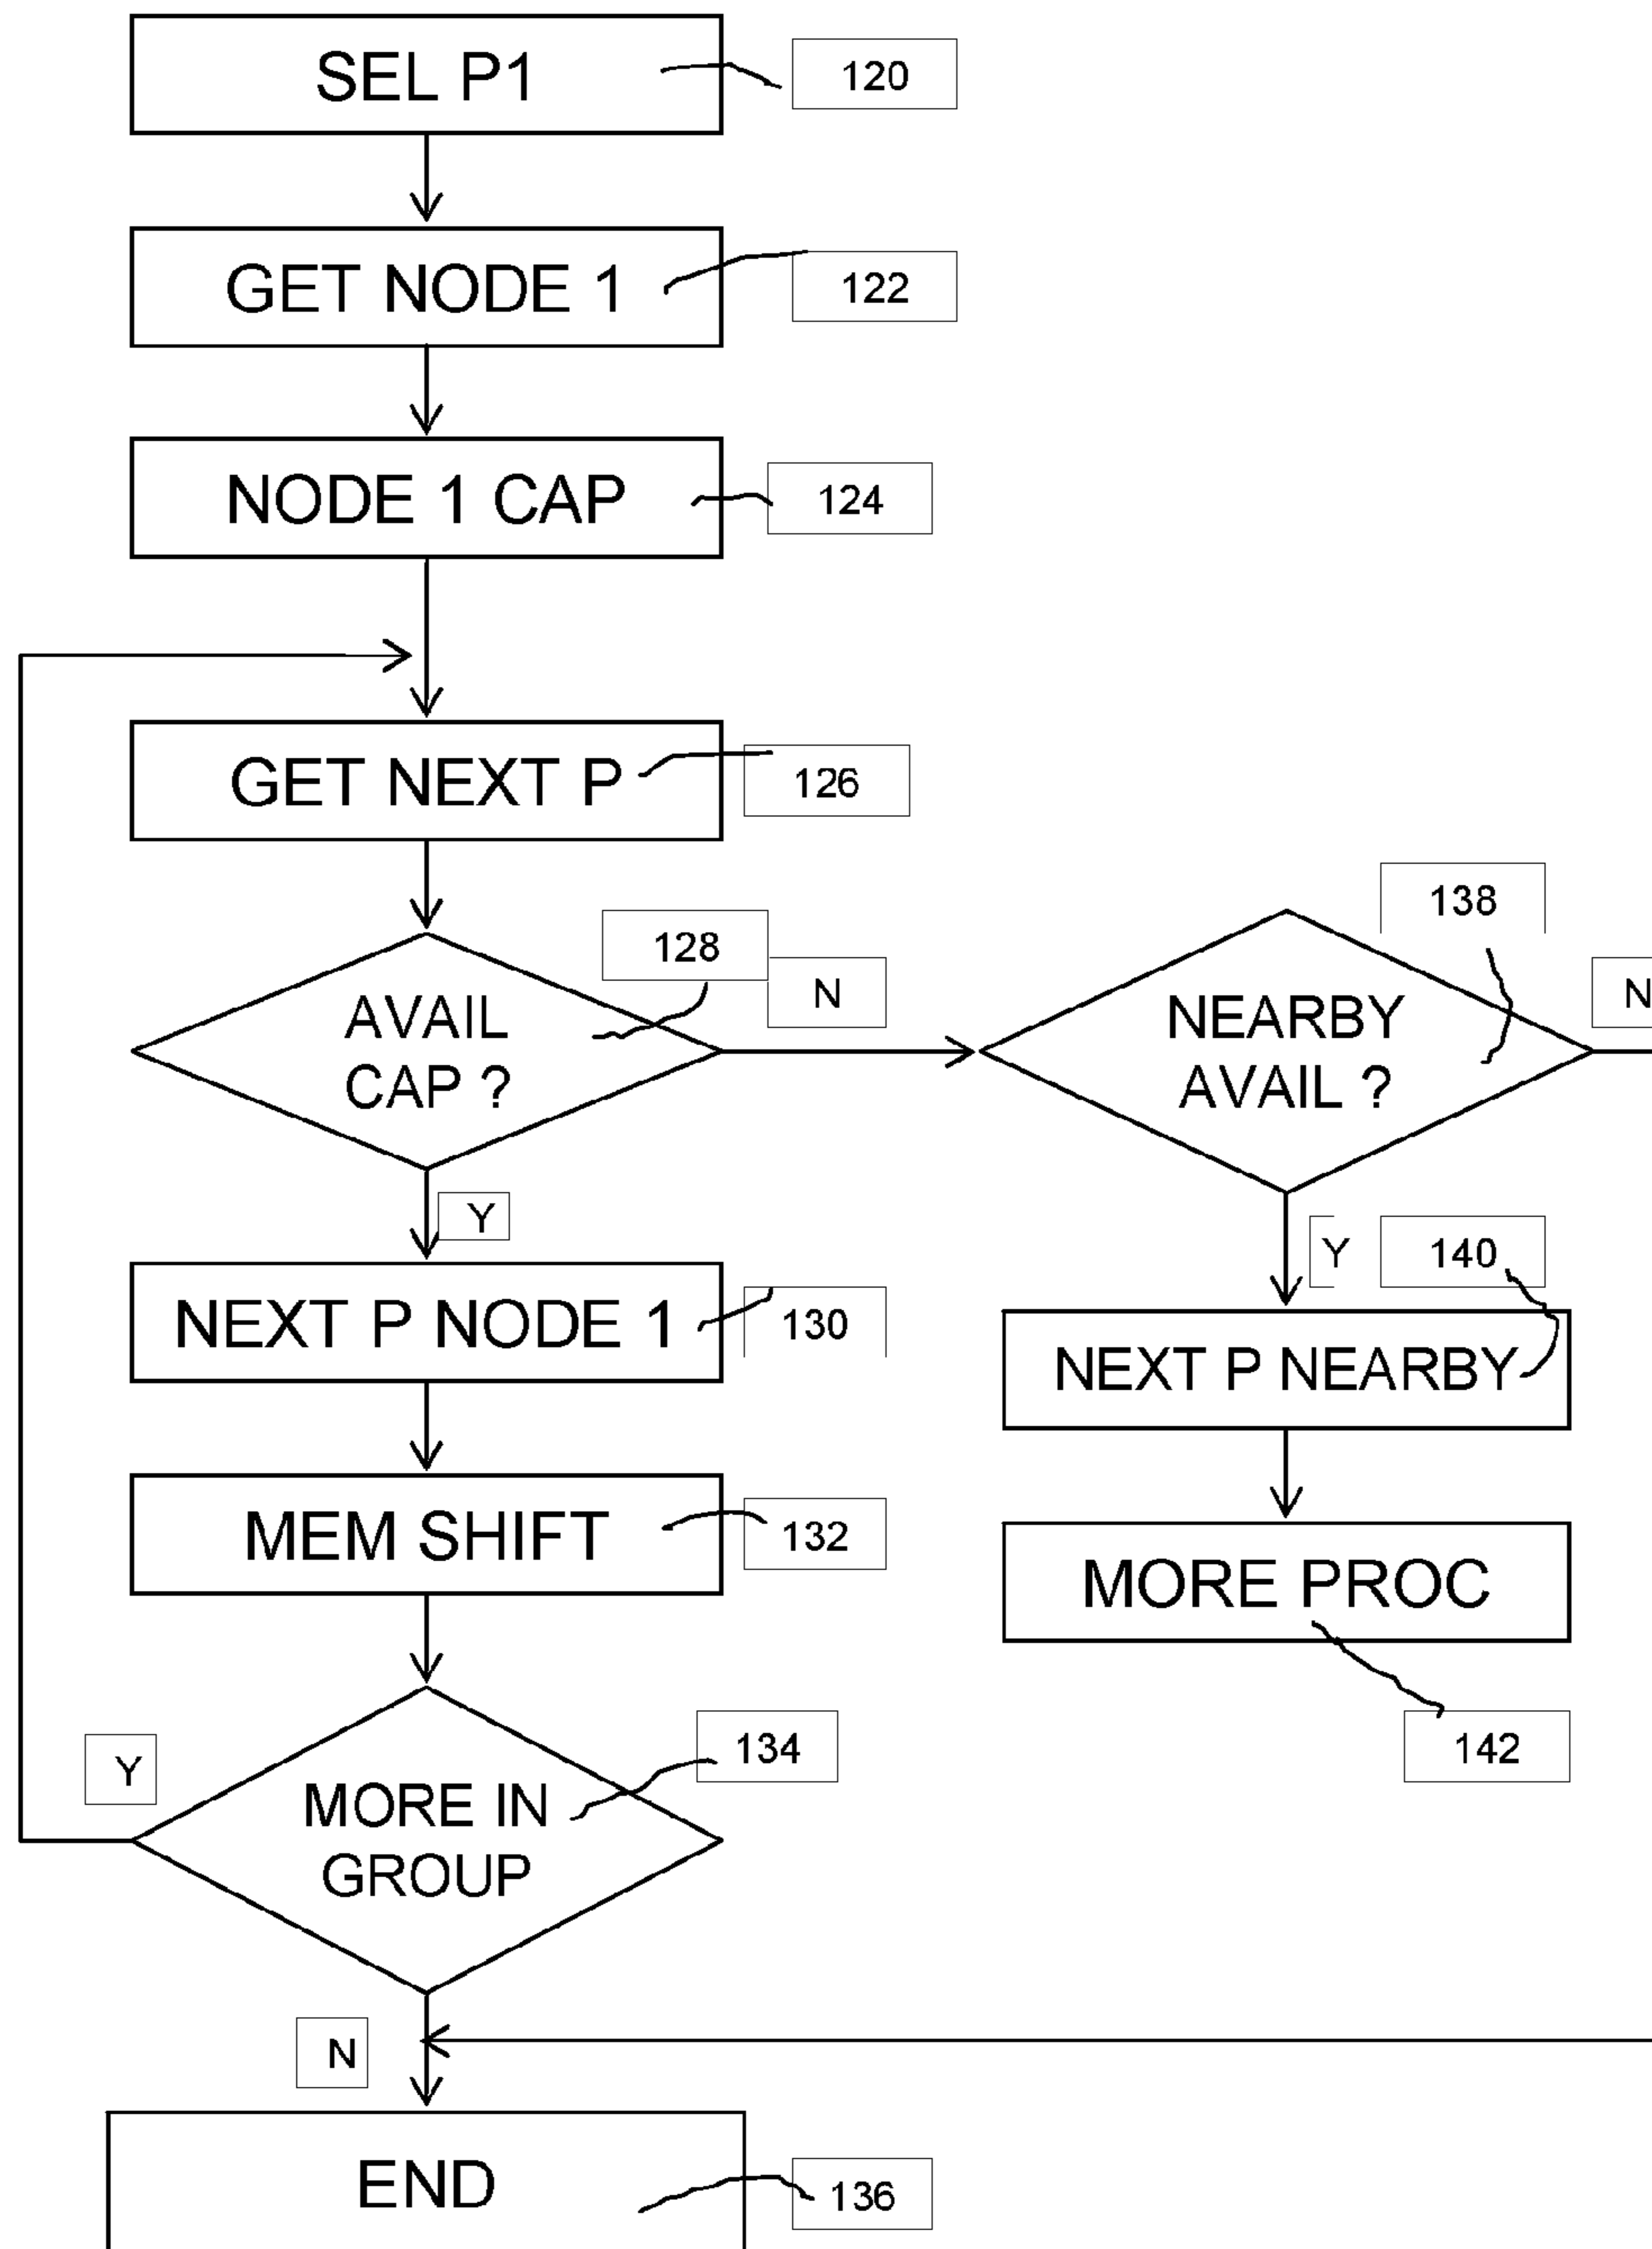 SEL P1
120
GET NODE 1
122
NODE 1 CAP
124
GET NEXT P
126
AVAIL
CAP ?
128
N
NEARBY
AVAIL ?
138
N
Y
NEXT P NODE 1
130
Y
140
NEXT P NEARBY
MEM SHIFT
132
MORE PROC
142
Y
MORE IN
GROUP
134
N
END
136